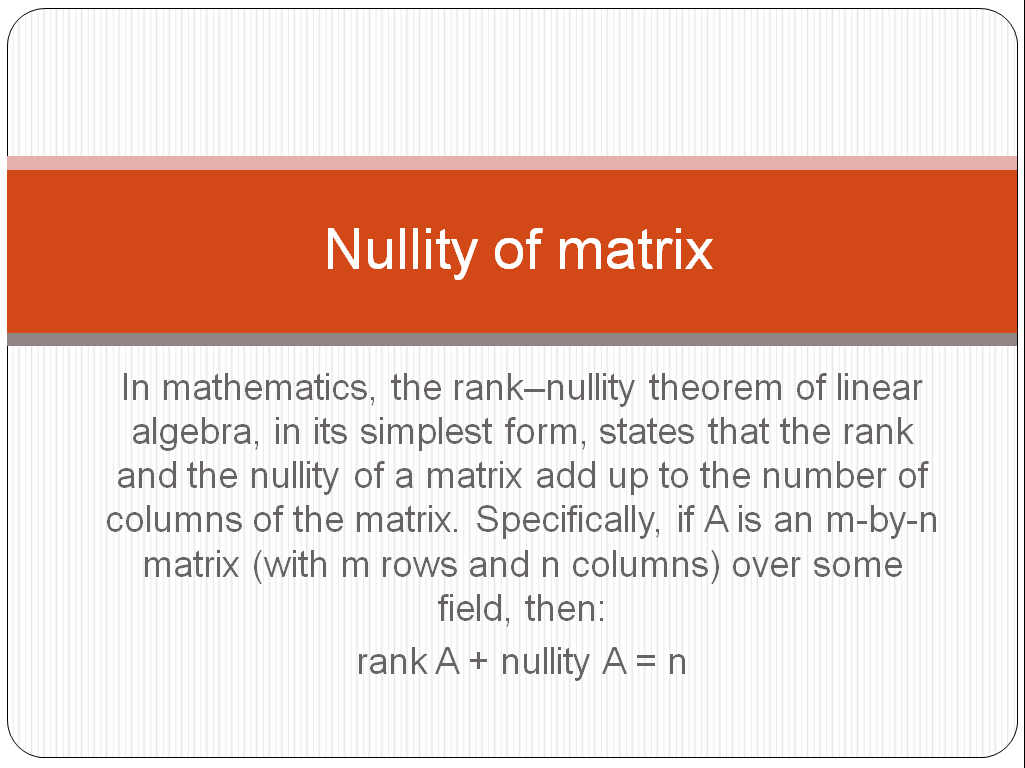 Nullity of matrix
In mathematics, the rank–nullity theorem of linear
algebra, in its simplest form, states that the rank
and the nullity of a matrix add up to the number of
columns of the matrix. Specifically, if A is an m-by-n
matrix (with m rows and n columns) over some
field, then:
rank A + nullity A = n